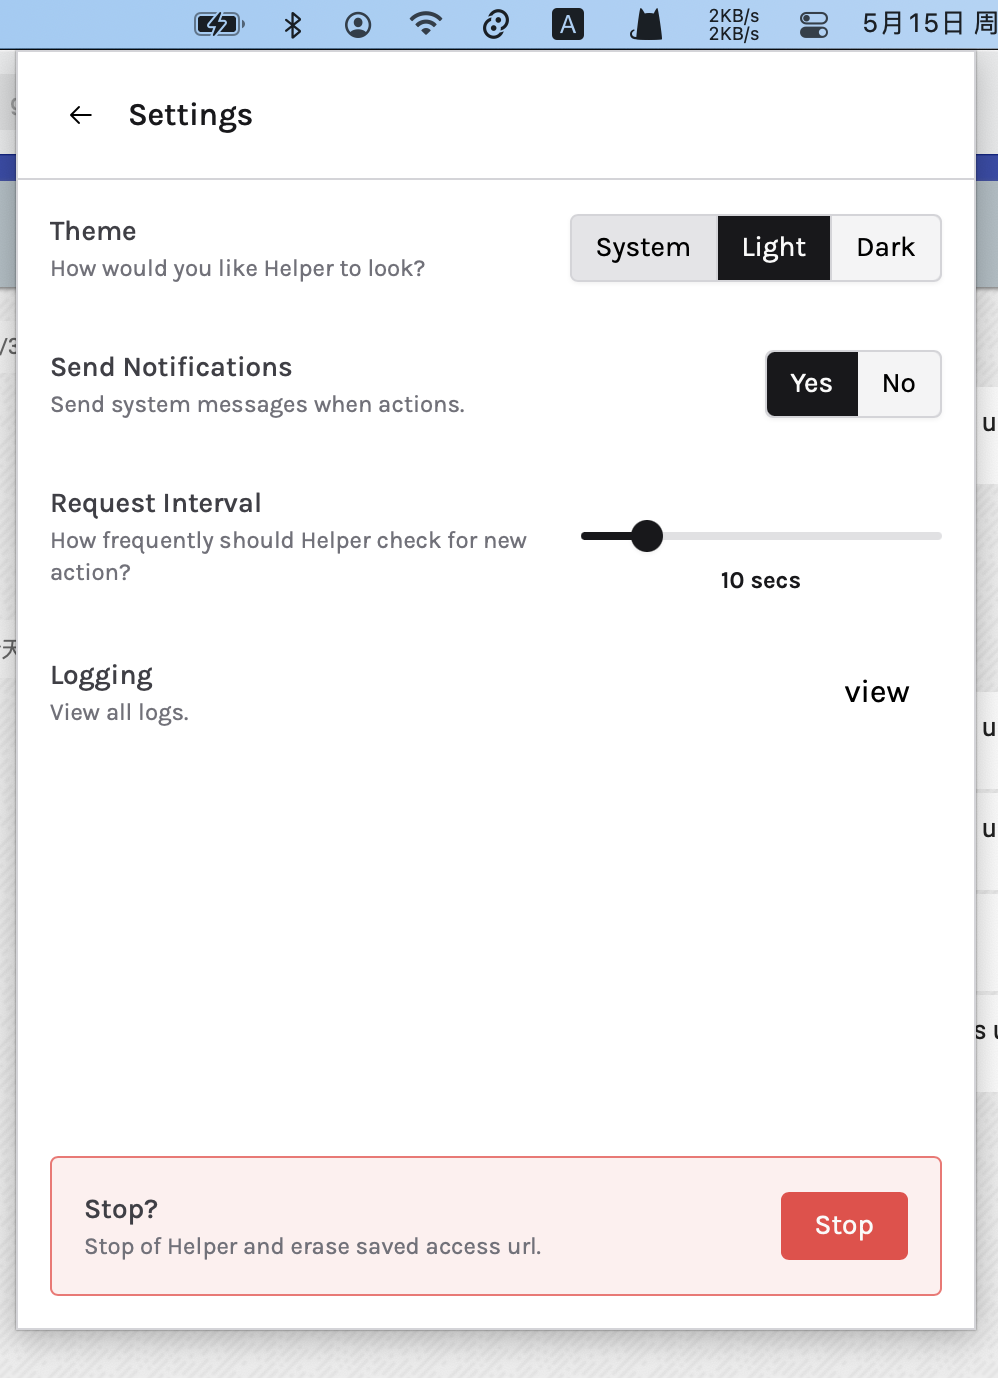 A
2KB/s
2KB/s
5月15日 周
Settings
Theme
How would you like Helper to look?
System
Light
Dark
Send Notifications
Send system messages when actions.
Yes
No
Request Interval
How frequently should Helper check for new
action?
10 secs
Logging
View all logs.
view
Stop?
Stop of Helper and erase saved access url.
Stop
/3
天
u
u
u
s u